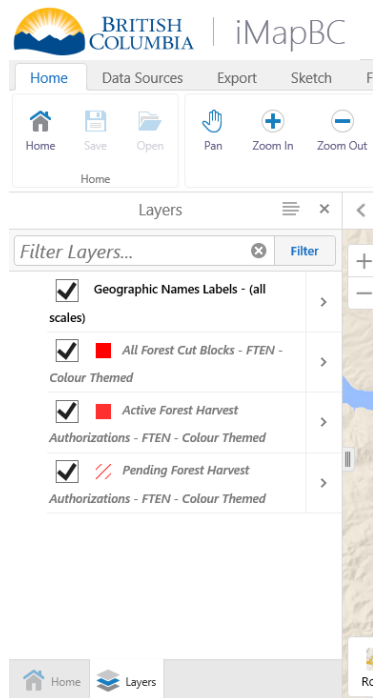 BRITISH
COLUMBIA
iMapBC
Home Data Sources Export Sketch
Home Save Open Pan Zoom In Zoom Out
Home
Layers
Filter Layers... Filter
Geographic Names Labels - (all
scales)
All Forest Cut Blocks - FTEN -
Colour Themed
Active Forest Harvest
Authorizations - FTEN - Colour Themed
Pending Forest Harvest
Authorizations - FTEN - Colour Themed
Home Layers